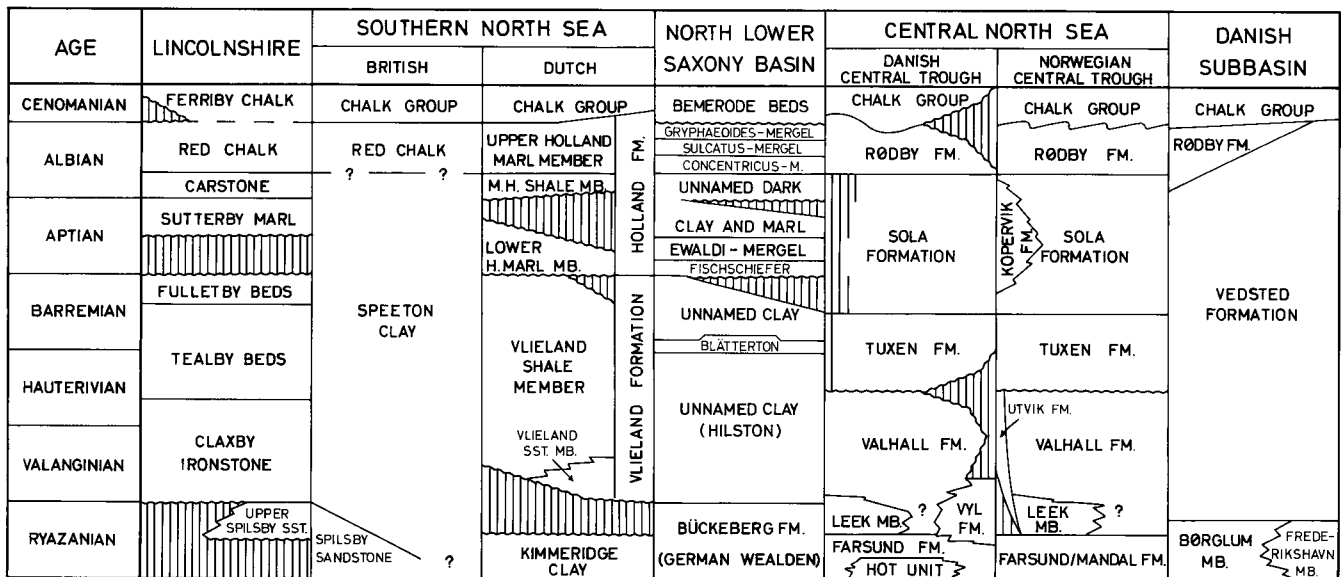 AGE
LINCOLNSHIRE
SOUTHERN NORTH SEA
BRITISH
DUTCH
NORTH LOWER
SAXONY BASIN
CENTRAL NORTH SEA
DANISH
CENTRAL TROUGH
NORWEGIAN
CENTRAL TROUGH
DANISH
SUBBASIN
CENOMANIAN
ALBIAN
APTIAN
BARREMIAN
HAUTERIVIAN
VALANGINIAN
RYAZANIAN
FERRIBY CHALK
RED CHALK
CARSTONE
SUTTERBY MARL
FULLETBY BEDS
TEALBY BEDS
CLAXBY
IRONSTONE
UPPER
SPILSBY SST.
CHALK GROUP
RED CHALK
? ?
SPEETON
CLAY
SPILSBY
SANDSTONE
?
CHALK GROUP
UPPER HOLLAND
MARL MEMBER
M.H. SHALE MB.
LOWER
H.MARL MB.
HOLLAND FM.
VLIELAND
SHALE
MEMBER
VLIELAND
SST. MB.
VLIELAND FORMATION
KIMMERIDGE
CLAY
BEMERODE BEDS
GRYPHAEOIDES-MERGEL
SULCATUS-MERGEL
CONCENTRICUS-M.
UNNAMED DARK
CLAY AND MARL
EWALDI-MERGEL
FISCHSCHIEFER
UNNAMED CLAY
BLÄTTERTON
UNNAMED CLAY
(HILSTON)
BÜCKEBERG FM.
(GERMAN WEALDEN)
CHALK GROUP
RØDBY FM.
SOLA
FORMATION
TUXEN FM.
VALHALL FM.
?
LEEK MB.
VYL
FM.
FARSUND FM.
HOT UNIT
CHALK GROUP
RØDBY FM.
KOPERVIK
FM.
SOLA
FORMATION
TUXEN FM.
UTVIK FM.
VALHALL FM.
LEEK
MB.
?
FARSUND/MANDAL FM.
CHALK GROUP
RØDBY FM.
VEDSTED
FORMATION
BØRGLUM
MB.
FREDE-
RIKSHAVN
MB.